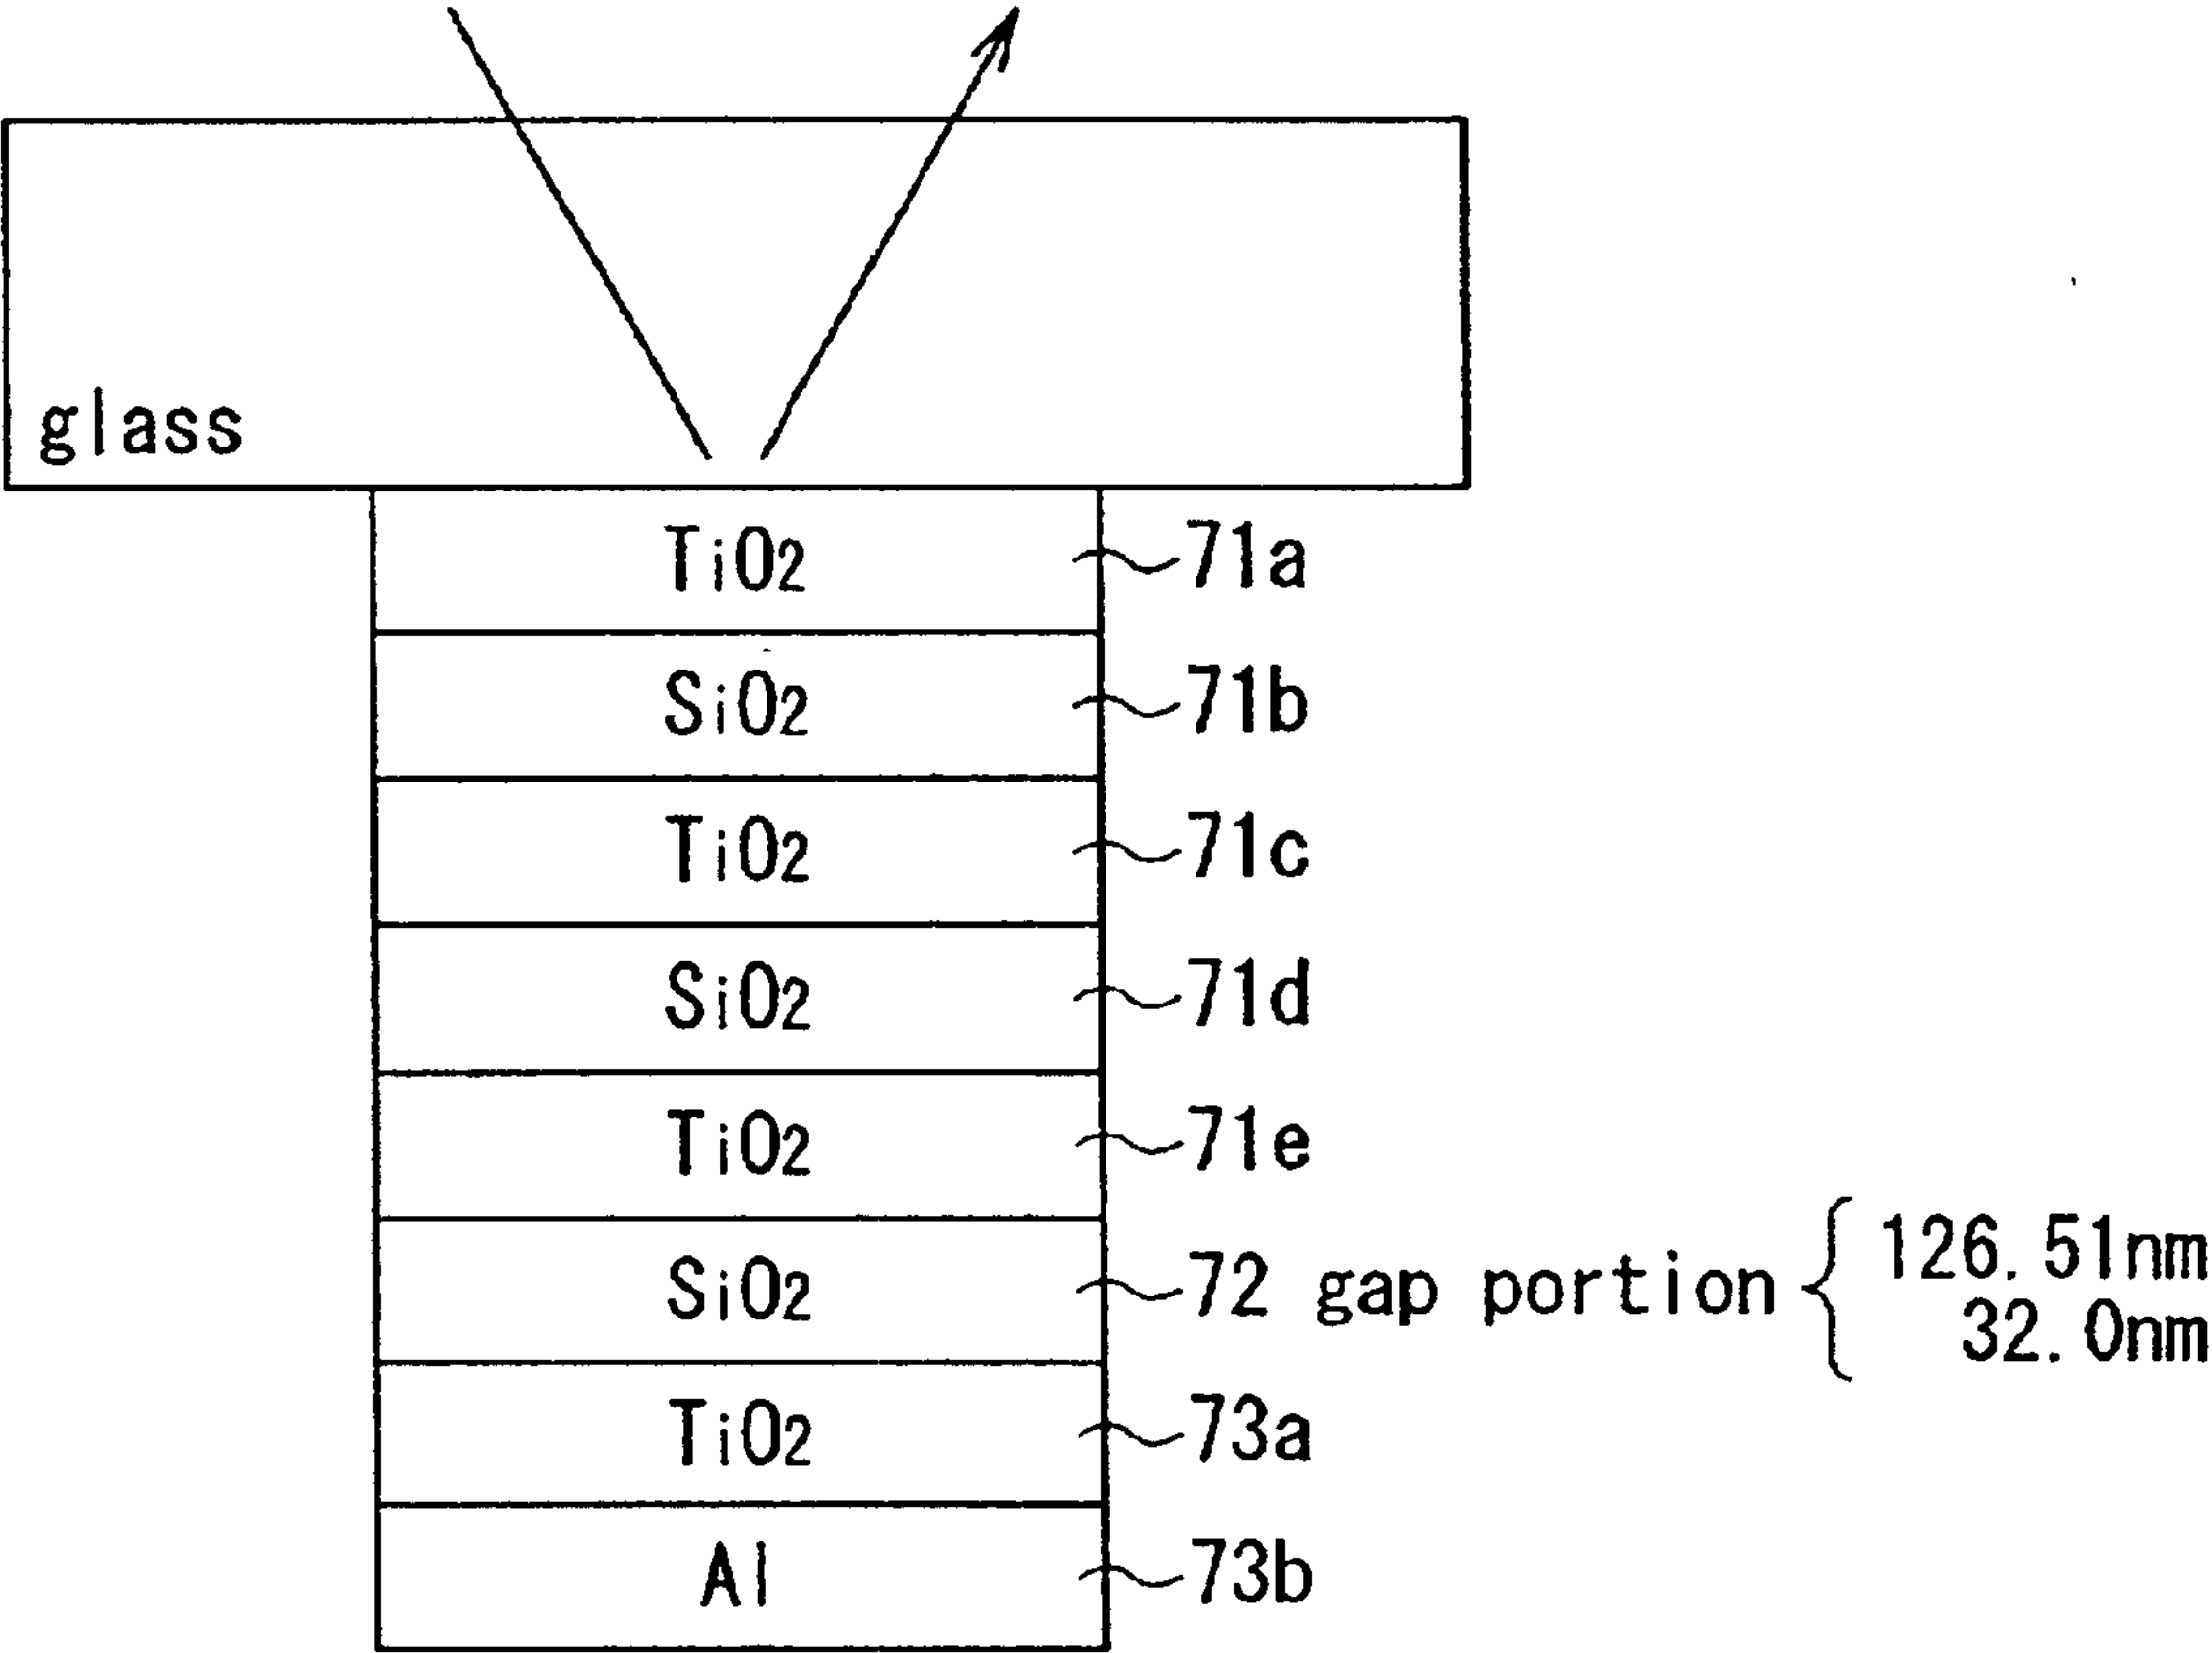 glass
TiO2 71a
SiO2 71b
TiO2 71c
SiO2 71d
TiO2 71e
SiO2 72 gap portion 126.51nm
32.0nm
TiO2 73a
Al 73b